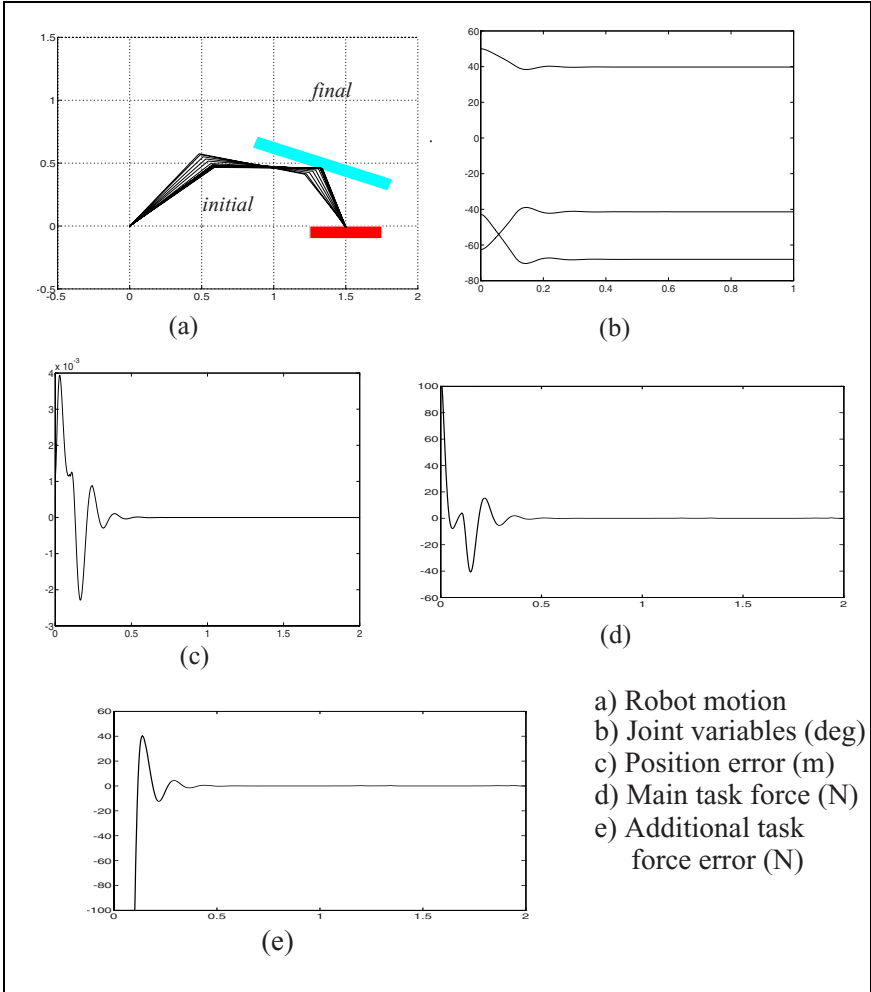 1.5
1
0.5
0
-0.5
-0.5 0 0.5 1 1.5 2
final
initial
(a)
60
40
20
0
-20
-40
-60
-80
0 0.2 0.4 0.6 0.8 1
(b)
x 10⁻³
4
3
2
1
0
-1
-2
-3
0 0.5 1 1.5 2
(c)
100
80
60
40
20
0
-20
-40
-60
0 0.5 1 1.5 2
(d)
60
40
20
0
-20
-40
-60
-80
-100
0 0.5 1 1.5 2
(e)
a) Robot motion
b) Joint variables (deg)
c) Position error (m)
d) Main task force (N)
e) Additional task
force error (N)